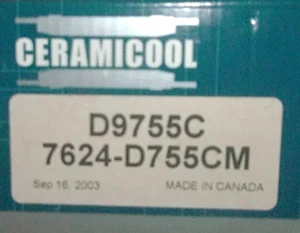 CERAMICOOL
D9755C
7624-D755CM
Sep 16, 2003 MADE IN CANADA